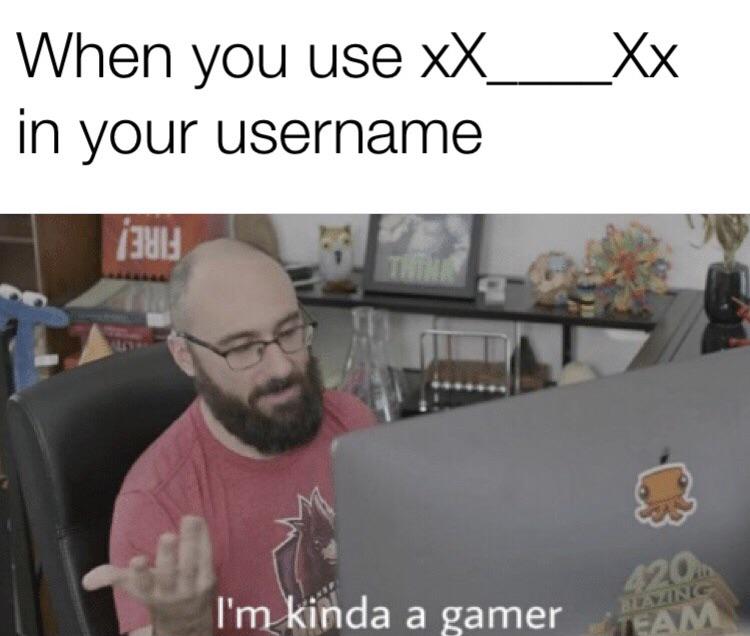 When you use xX____Xx
in your username
FIRE!
THINK
I'm kinda a gamer
420
BLAZING
TEAM